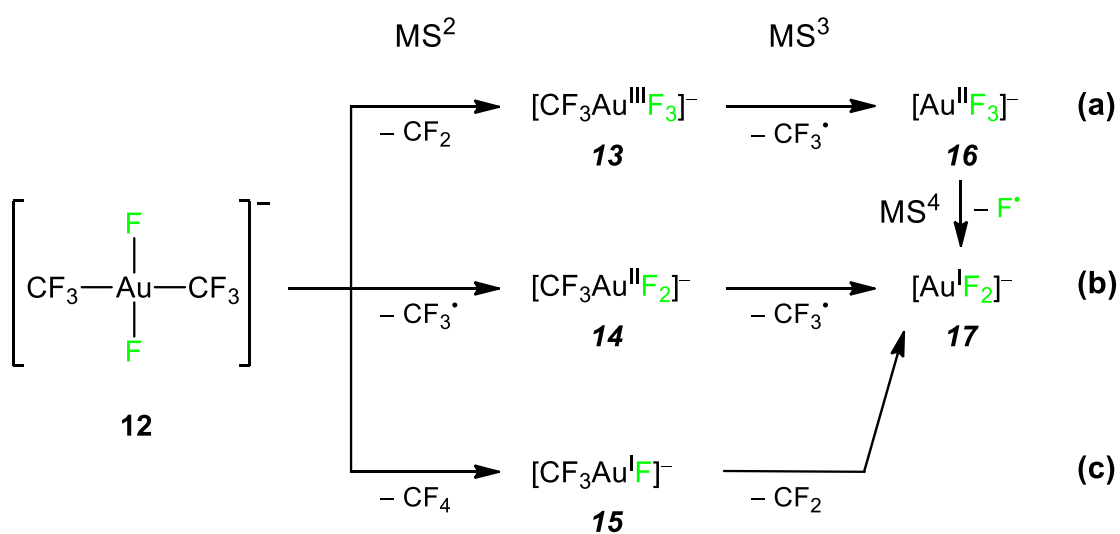 MS² MS³
[CF₃AuᴵᴵᴵF₃]⁻ [AuᴵᴵF₃]⁻ (a)
– CF₂ – CF₃•
13 16
MS⁴ – F•
F
CF₃ Au CF₃ –
F
[CF₃AuᴵᴵF₂]⁻ [AuᴵF₂]⁻ (b)
– CF₃• – CF₃•
14 17
12
[CF₃AuᴵF]⁻ (c)
– CF₄ – CF₂
15